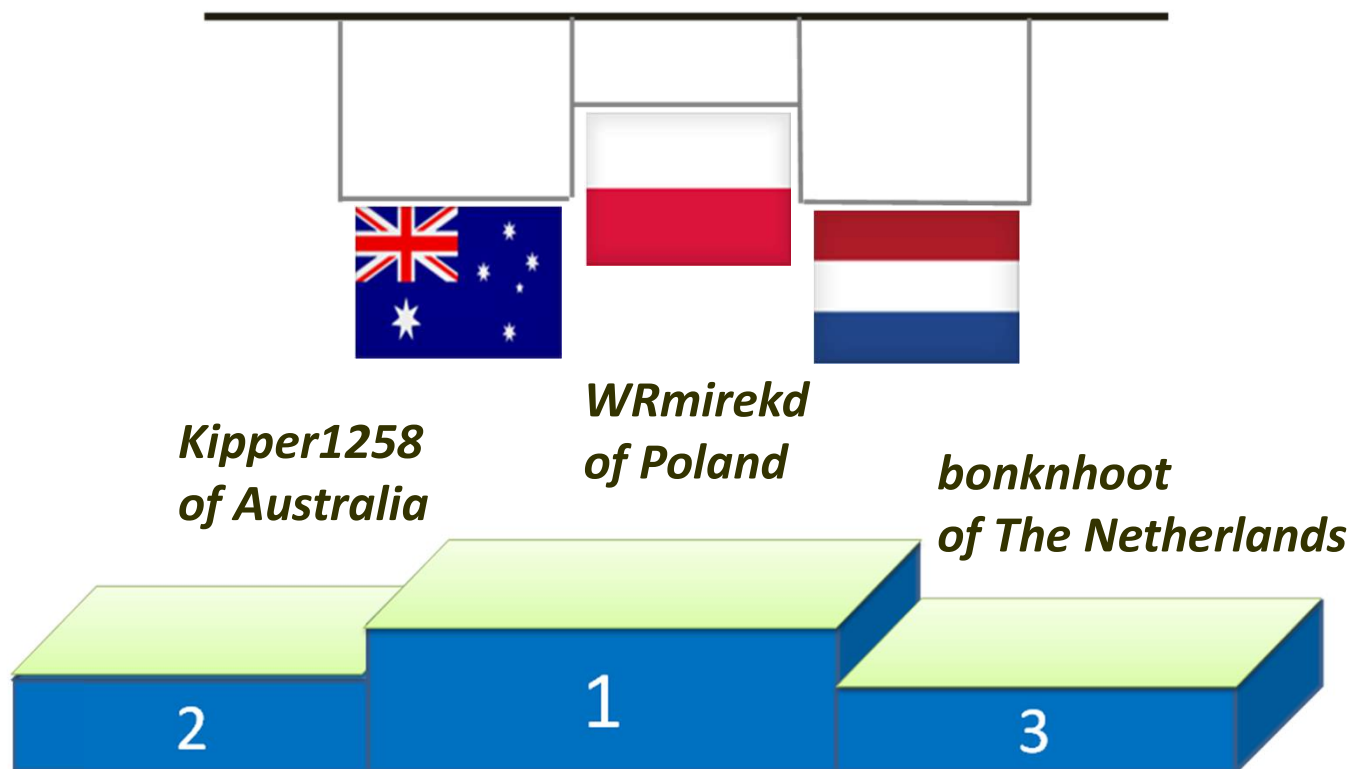 WRmirekd
of Poland
Kipper1258
of Australia
bonknhoot
of The Netherlands
2
1
3